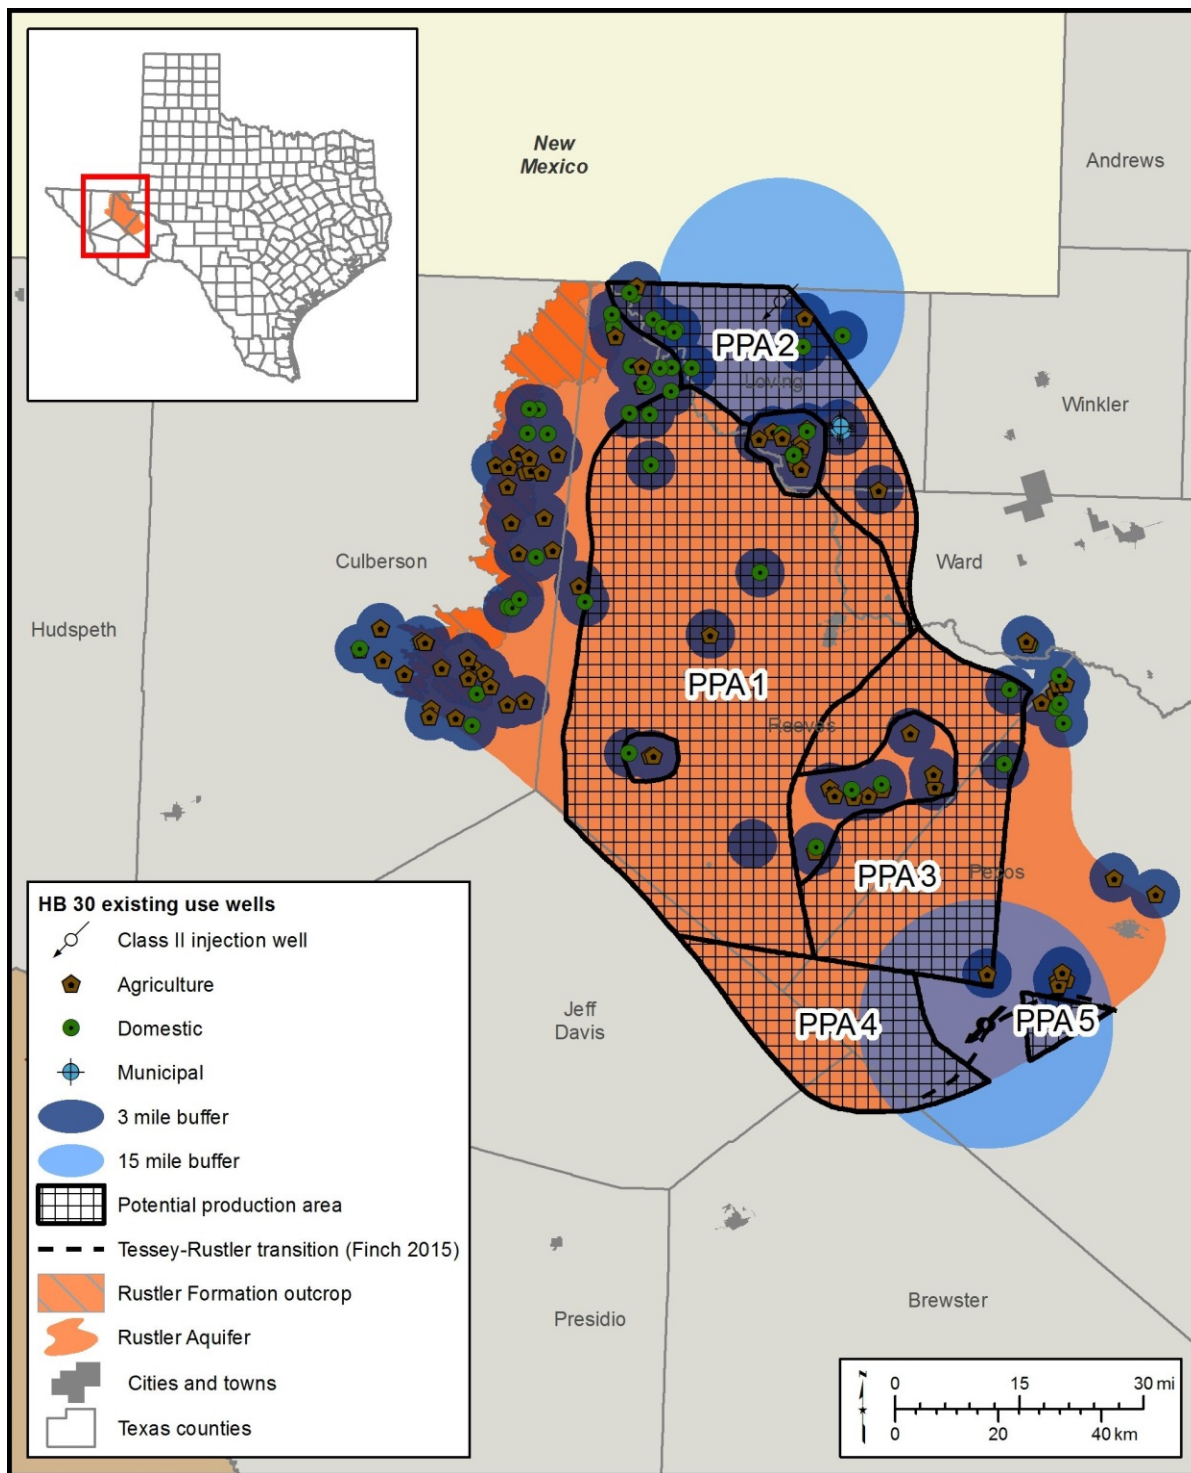 New
Mexico
Andrews
PPA 2
Loving
Winkler
Culberson
Ward
Hudspeth
PPA 1
Reeves
PPA 3
Pecos
HB 30 existing use wells
Class II injection well
Agriculture
Domestic
Municipal
3 mile buffer
15 mile buffer
Potential production area
Tessey-Rustler transition (Finch 2015)
Rustler Formation outcrop
Rustler Aquifer
Cities and towns
Texas counties
Jeff
Davis
PPA 4
PPA 5
Presidio
Brewster
0 15 30 mi
0 20 40 km